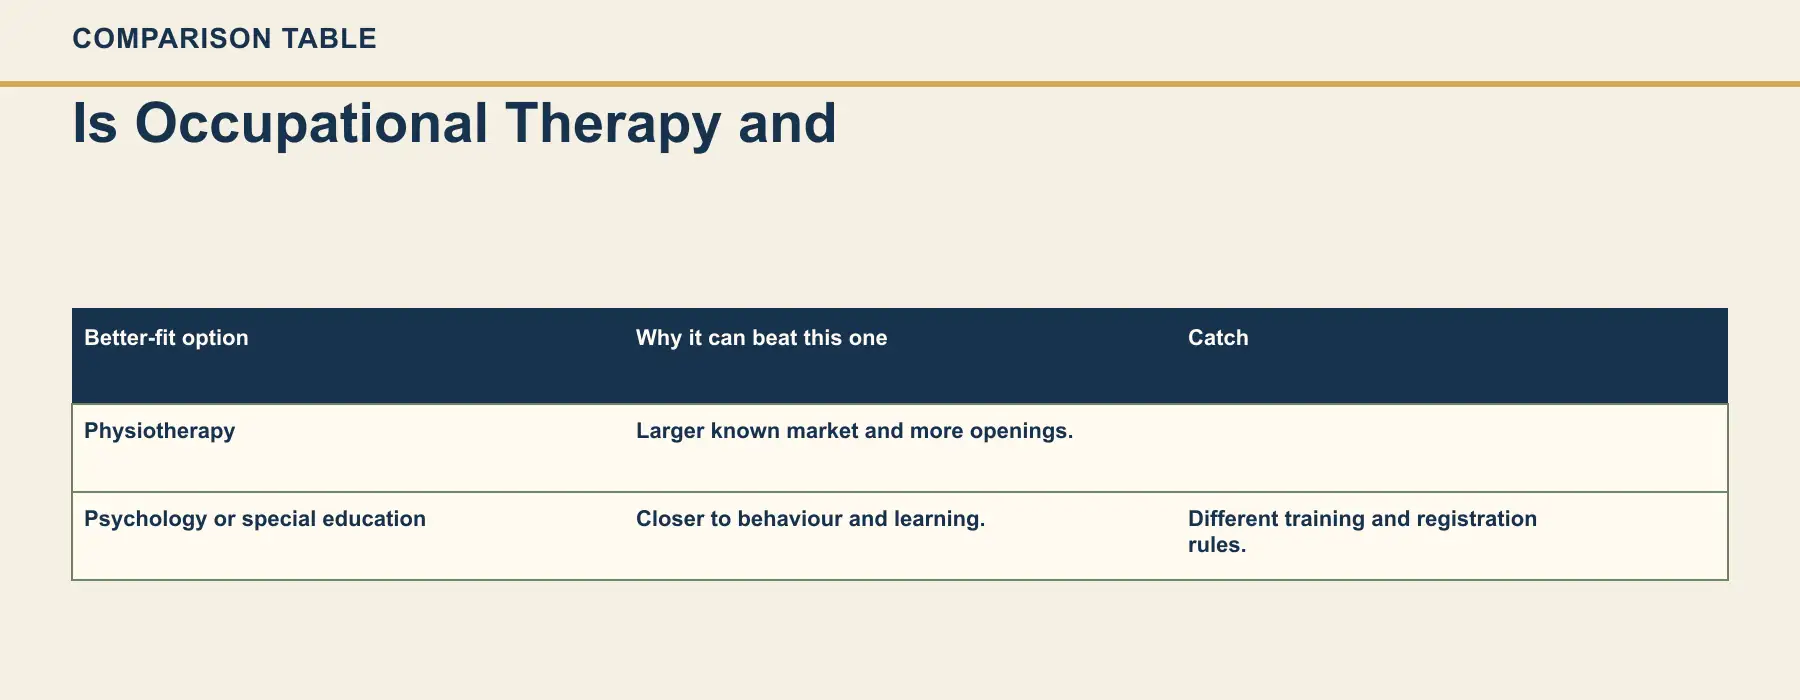 COMPARISON TABLE
Is Occupational Therapy and
Better-fit option Why it can beat this one Catch
Physiotherapy Larger known market and more openings.
Psychology or special education Closer to behaviour and learning. Different training and registration
rules.